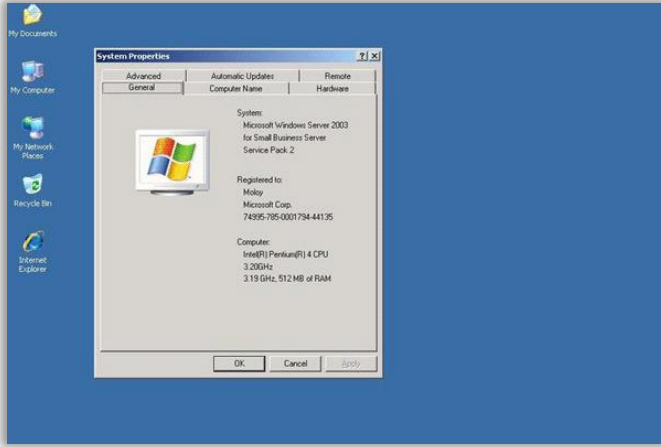 My Documents
My Computer
My Network
Places
Recycle Bin
Internet
Explorer
System Properties
Advanced
Automatic Updates
Remote
General
Computer Name
Hardware
System:
Microsoft Windows Server 2003
for Small Business Server
Service Pack 2
Registered to:
Moloy
Microsoft Corp.
74995-785-0001794-44135
Computer:
Intel(R) Pentium(R) 4 CPU
3.20GHz
3.19 GHz, 512 MB of RAM
OK
Cancel
Apply